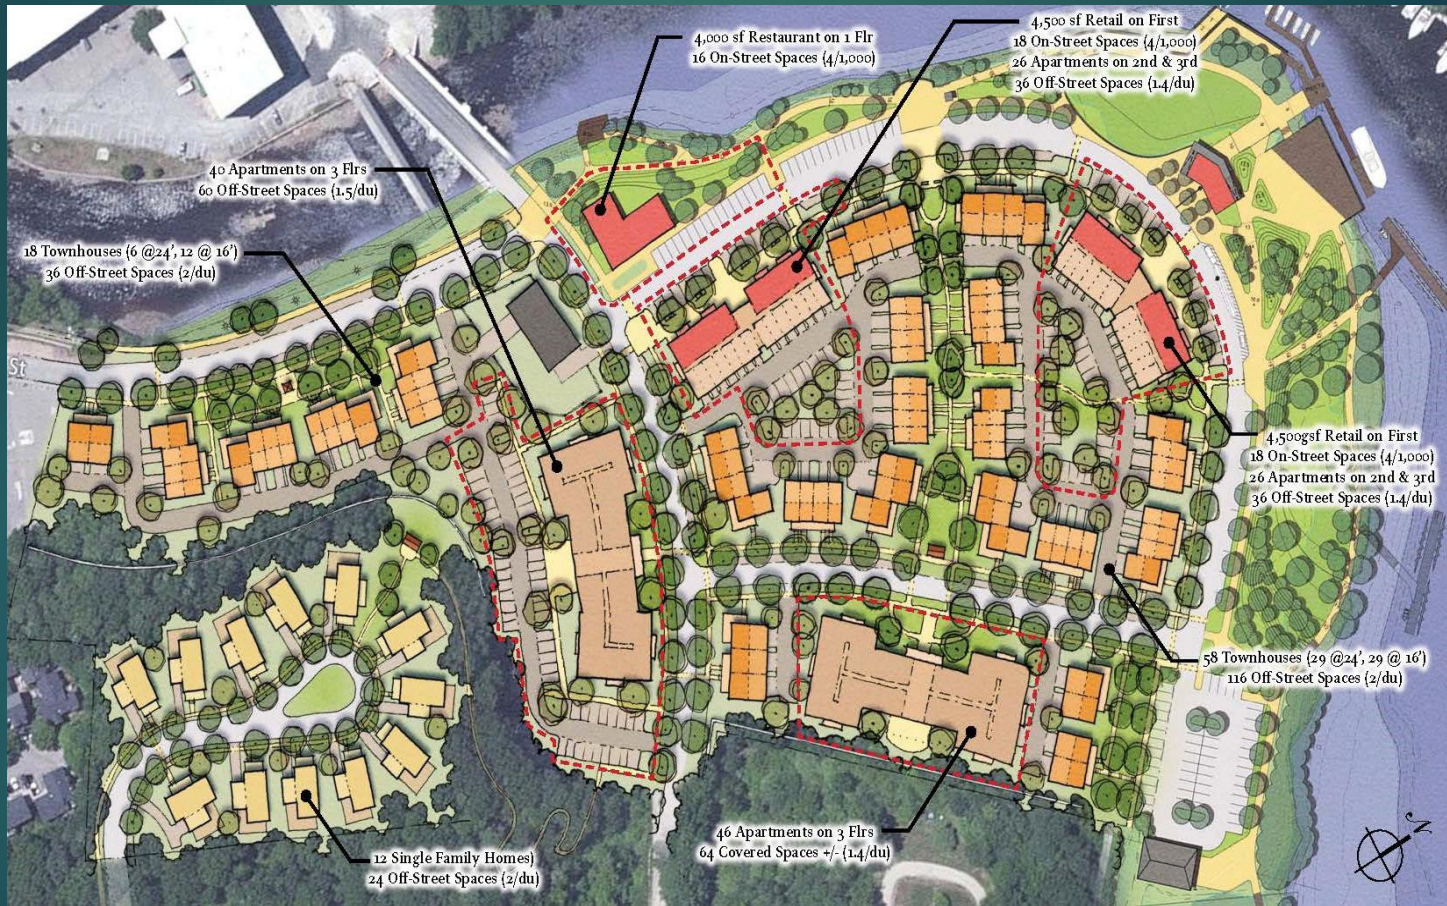 4,000 sf Restaurant on 1 Flr
16 On-Street Spaces (4/1,000)
4,500 sf Retail on First
18 On-Street Spaces (4/1,000)
26 Apartments on 2nd & 3rd
36 Off-Street Spaces (1.4/du)
40 Apartments on 3 Flrs
60 Off-Street Spaces (1.5/du)
18 Townhouses (6 @24', 12 @ 16')
36 Off-Street Spaces (2/du)
St
4,500gsf Retail on First
18 On-Street Spaces (4/1,000)
26 Apartments on 2nd & 3rd
36 Off-Street Spaces (1.4/du)
58 Townhouses (29 @24', 29 @ 16')
116 Off-Street Spaces (2/du)
46 Apartments on 3 Flrs
64 Covered Spaces +/- (1.4/du)
12 Single Family Homes)
24 Off-Street Spaces (2/du)
N